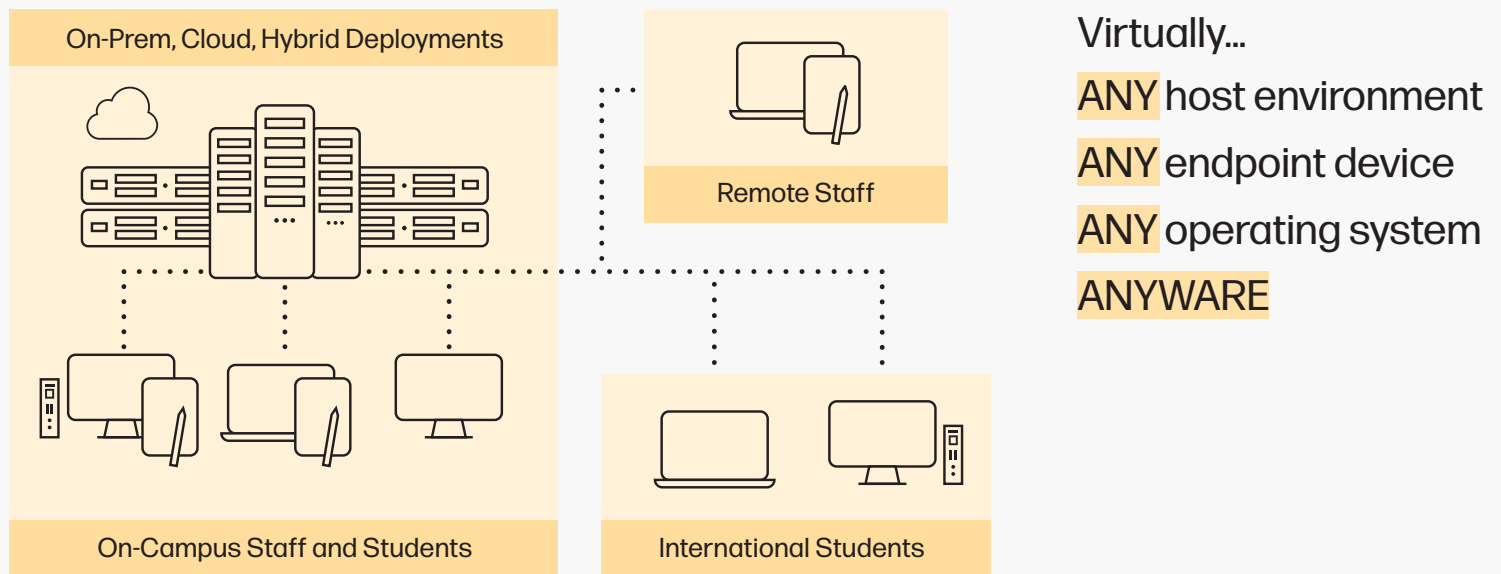 On-Prem, Cloud, Hybrid Deployments
On-Campus Staff and Students
Remote Staff
International Students
Virtually...
ANY host environment
ANY endpoint device
ANY operating system
ANYWARE